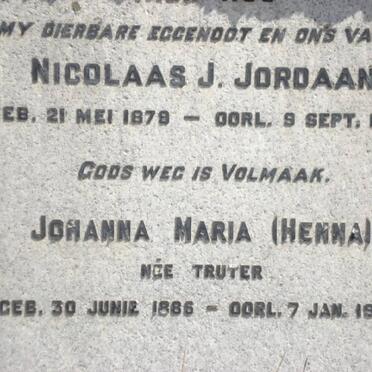 MY DIERBARE EGGENOOT EN ONS VA
NICOLAAS J. JORDAAN
EB. 21 MEI 1879 — OORL. 9 SEPT. 1
GODS WEG IS VOLMAAK.
JOHANNA MARIA (HENNA)
NÉE TRUTER
GEB. 30 JUNIE 1886 – OORL. 7 JAN. 19